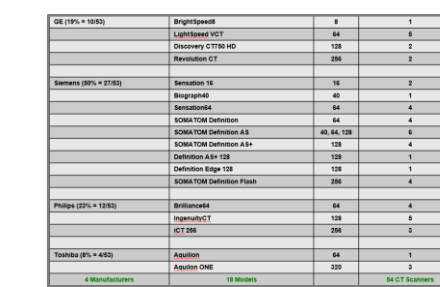 GE (19% = 10/53) BrightSpeed8 8 1
LightSpeed VCT 64 5
Discovery CT750 HD 128 2
Revolution CT 256 2
Siemens (50% = 27/53) Sensation 16 16 2
Biograph40 40 1
Sensation64 64 4
SOMATOM Definition 64 4
SOMATOM Definition AS 40, 64, 128 6
SOMATOM Definition AS+ 128 4
Definition AS+ 128 128 1
Definition Edge 128 128 1
SOMATOM Definition Flash 256 4
Philips (23% = 12/53) Brilliance64 64 4
IngenuityCT 128 5
iCT 256 256 3
Toshiba (8% = 4/53) Aquilion 64 1
Aquilon ONE 320 3
4 Manufacturers 18 Models 54 CT Scanners